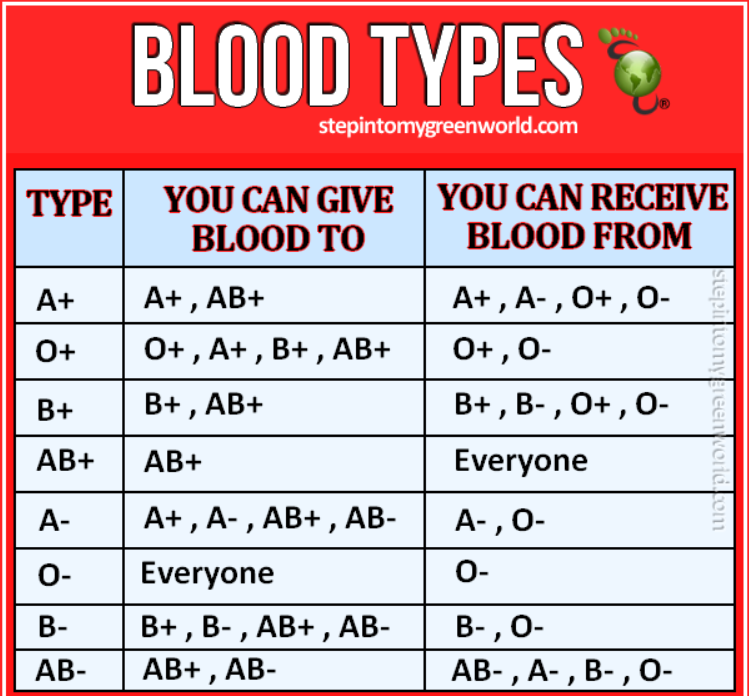 BLOOD TYPES
®
stepintomygreenworld.com
TYPE YOU CAN GIVE BLOOD TO YOU CAN RECEIVE BLOOD FROM
A+ A+ , AB+ A+ , A- , O+ , O-
O+ O+ , A+ , B+ , AB+ O+ , O-
B+ B+ , AB+ B+ , B- , O+ , O-
AB+ AB+ Everyone
A- A+ , A- , AB+ , AB- A- , O-
O- Everyone O-
B- B+ , B- , AB+ , AB- B- , O-
AB- AB+ , AB- AB- , A- , B- , O-
stepintomygreenworld.com